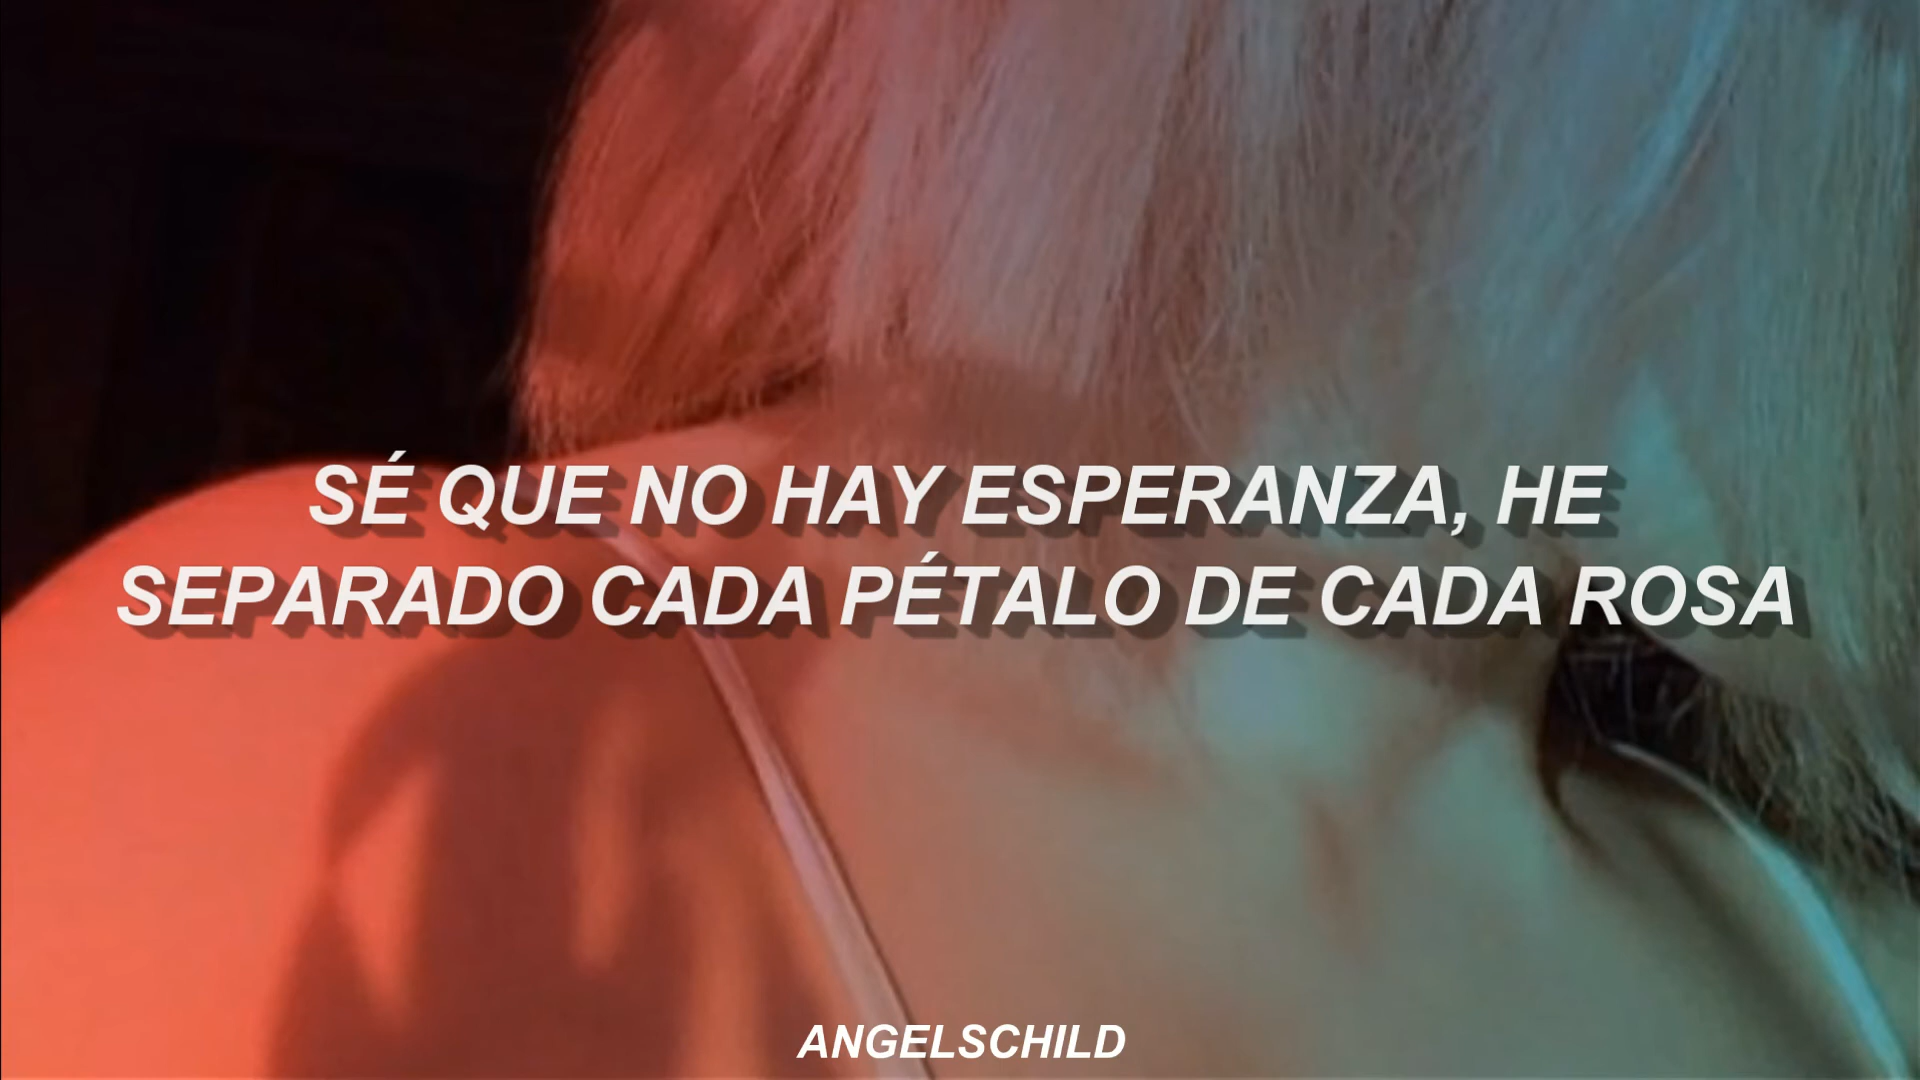 SÉ QUE NO HAY ESPERANZA, HE
SEPARADO CADA PÉTALO DE CADA ROSA
ANGELSCHILD